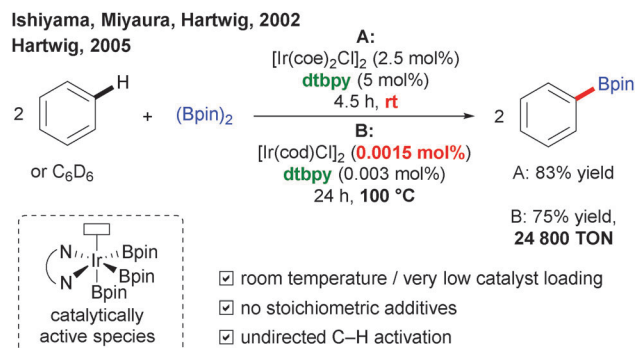 Ishiyama, Miyaura, Hartwig, 2002
Hartwig, 2005
A:
[Ir(coe)₂Cl]₂ (2.5 mol%)
dtbpy (5 mol%)
4.5 h, rt
2
H
+
(Bpin)₂
2
Bpin
B:
[Ir(cod)Cl]₂ (0.0015 mol%)
dtbpy (0.003 mol%)
24 h, 100 °C
or C₆D₆
A: 83% yield
B: 75% yield,
24 800 TON
N
N
Ir
Bpin
Bpin
Bpin
catalytically
active species
room temperature / very low catalyst loading
no stoichiometric additives
undirected C–H activation